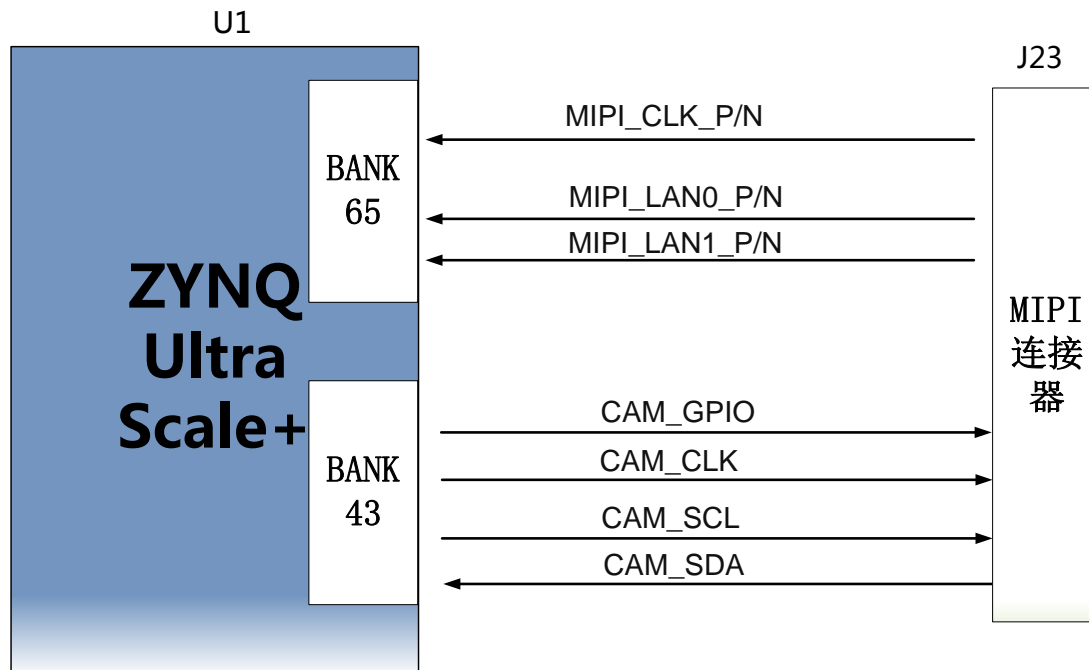 U1
J23
BANK
65
MIPI_CLK_P/N
MIPI_LAN0_P/N
MIPI_LAN1_P/N
ZYNQ
Ultra
Scale+
MIPI
连接
器
BANK
43
CAM_GPIO
CAM_CLK
CAM_SCL
CAM_SDA